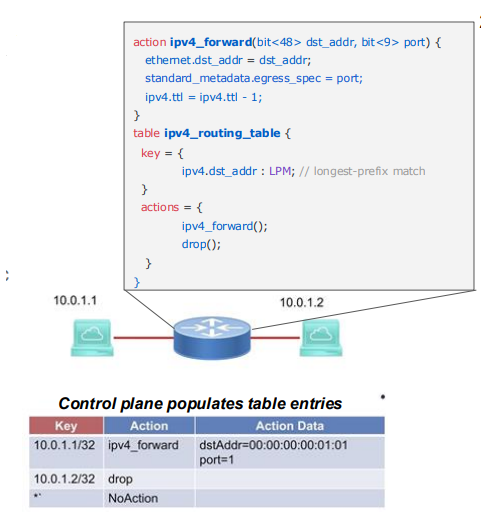 action ipv4_forward(bit<48> dst_addr, bit<9> port) {
ethernet.dst_addr = dst_addr;
standard_metadata.egress_spec = port;
ipv4.ttl = ipv4.ttl - 1;
}
table ipv4_routing_table {
key = {
ipv4.dst_addr : LPM; // longest-prefix match
}
actions = {
ipv4_forward();
drop();
}
}
10.0.1.1
10.0.1.2
Control plane populates table entries
Key Action Action Data
10.0.1.1/32 ipv4_forward dstAddr=00:00:00:00:01:01
port=1
10.0.1.2/32 drop
*` NoAction